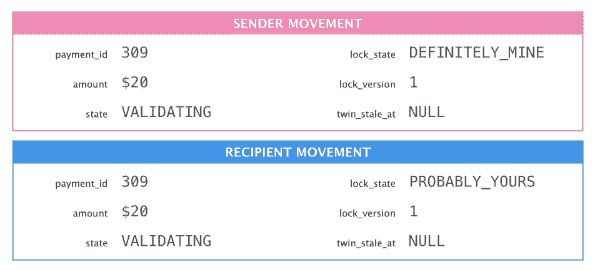 SENDER MOVEMENT
payment_id 309 lock_state DEFINITELY_MINE
amount $20 lock_version 1
state VALIDATING twin_stale_at NULL
RECIPIENT MOVEMENT
payment_id 309 lock_state PROBABLY_YOURS
amount $20 lock_version 1
state VALIDATING twin_stale_at NULL